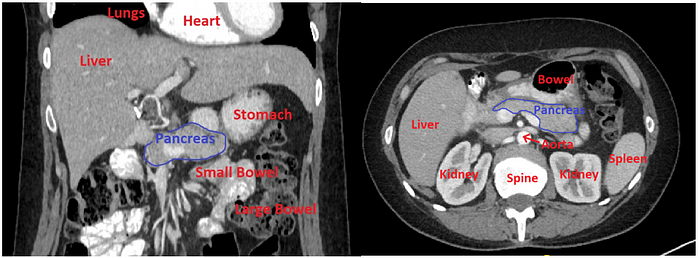 Lungs
Heart
Liver
Stomach
Pancreas
Small Bowel
Large Bowel
Bowel
Pancreas
Liver
Aorta
Spleen
Kidney
Spine
Kidney